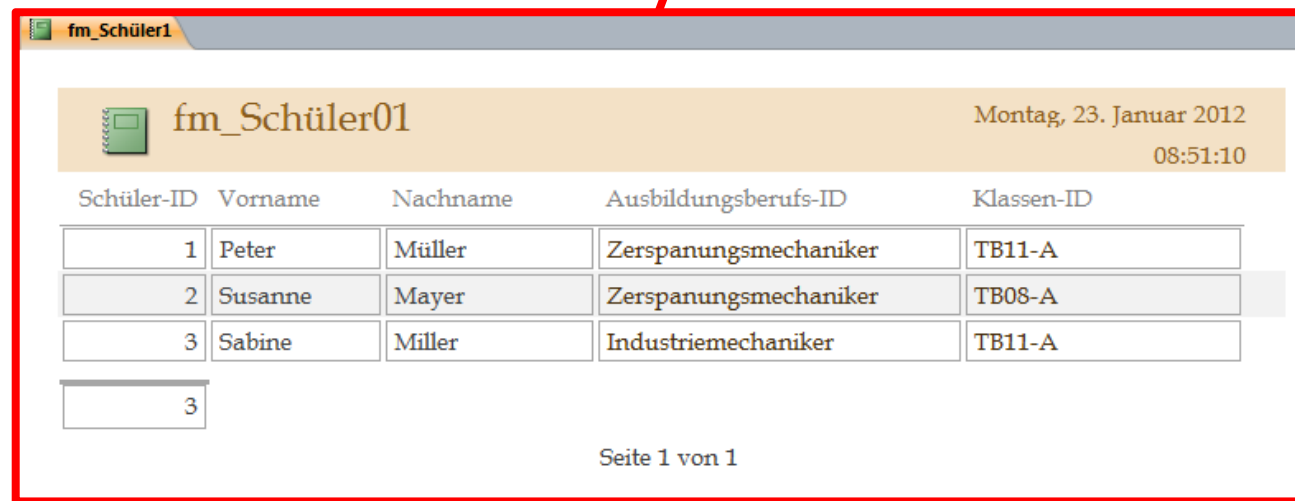 fm_Schüler1
fm_Schüler01
Montag, 23. Januar 2012
08:51:10
Schüler-ID Vorname Nachname Ausbildungsberufs-ID Klassen-ID
1 Peter Müller Zerspanungsmechaniker TB11-A
2 Susanne Mayer Zerspanungsmechaniker TB08-A
3 Sabine Miller Industriemechaniker TB11-A
3
Seite 1 von 1